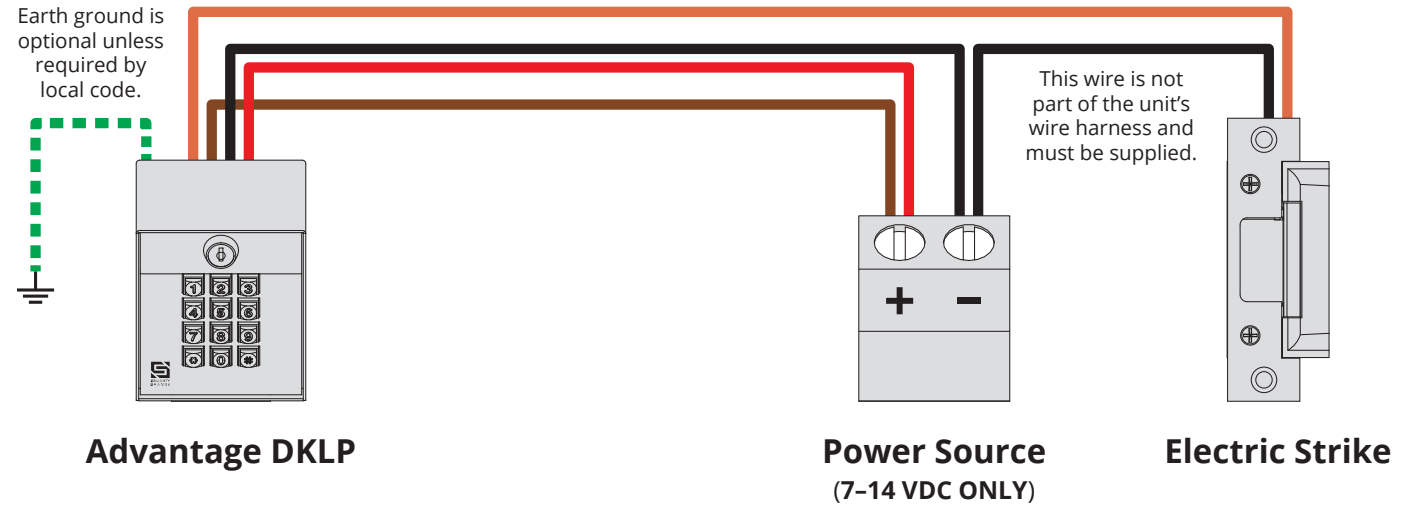 Earth ground is
optional unless
required by
local code.
This wire is not
part of the unit’s
wire harness and
must be supplied.
1 2 3
4 5 6
7 8 9
0 #
+ −
Advantage DKLP
Power Source
(7–14 VDC ONLY)
Electric Strike